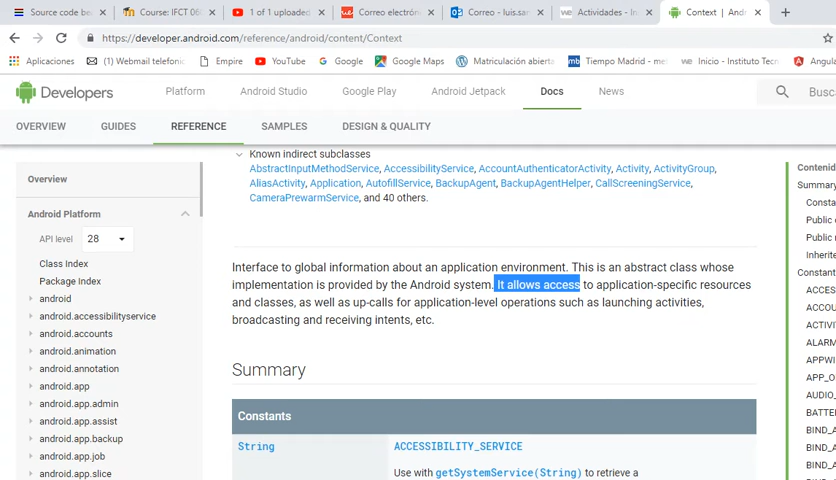 Source code bea
Course: IFCT 060
1 of 1 uploaded
Correo electrón
Correo - luis.sar
Actividades - In
Context | Andr
https://developer.android.com/reference/android/content/Context
Aplicaciones
(1) Webmail telefonic
Empire
YouTube
Google
Google Maps
Matriculación abierta
Tiempo Madrid - met
Inicio - Instituto Tecn
Angula
Developers
Platform
Android Studio
Google Play
Android Jetpack
Docs
News
Busca
OVERVIEW
GUIDES
REFERENCE
SAMPLES
DESIGN & QUALITY
Overview
Android Platform
API level
28
Class Index
Package Index
android
android.accessibilityservice
android.accounts
android.animation
android.annotation
android.app
android.app.admin
android.app.assist
android.app.backup
android.app.job
android.app.slice
Known indirect subclasses
AbstractInputMethodService, AccessibilityService, AccountAuthenticatorActivity, Activity, ActivityGroup,
AliasActivity, Application, AutofillService, BackupAgent, BackupAgentHelper, CallScreeningService,
CameraPrewarmService, and 40 others.
Interface to global information about an application environment. This is an abstract class whose
implementation is provided by the Android system. It allows access to application-specific resources
and classes, as well as up-calls for application-level operations such as launching activities,
broadcasting and receiving intents, etc.
Summary
Constants
String
ACCESSIBILITY_SERVICE
Use with getSystemService(String) to retrieve a
Contenid
Summary
Consta
Public c
Public r
Inherite
Constant
ACCES
ACCOU
ACTIVI
ALARM
APPWI
APP_O
AUDIO_
BATTER
BIND_A
BIND_A
BIND_A